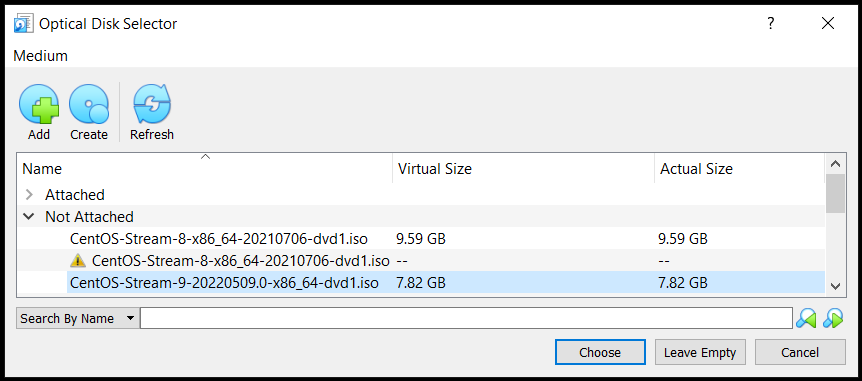 Optical Disk Selector ?
Medium
Add Create Refresh
Name Virtual Size Actual Size
Attached
Not Attached
CentOS-Stream-8-x86_64-20210706-dvd1.iso 9.59 GB 9.59 GB
CentOS-Stream-8-x86_64-20210706-dvd1.iso -- --
CentOS-Stream-9-20220509.0-x86_64-dvd1.iso 7.82 GB 7.82 GB
Search By Name
Choose Leave Empty Cancel